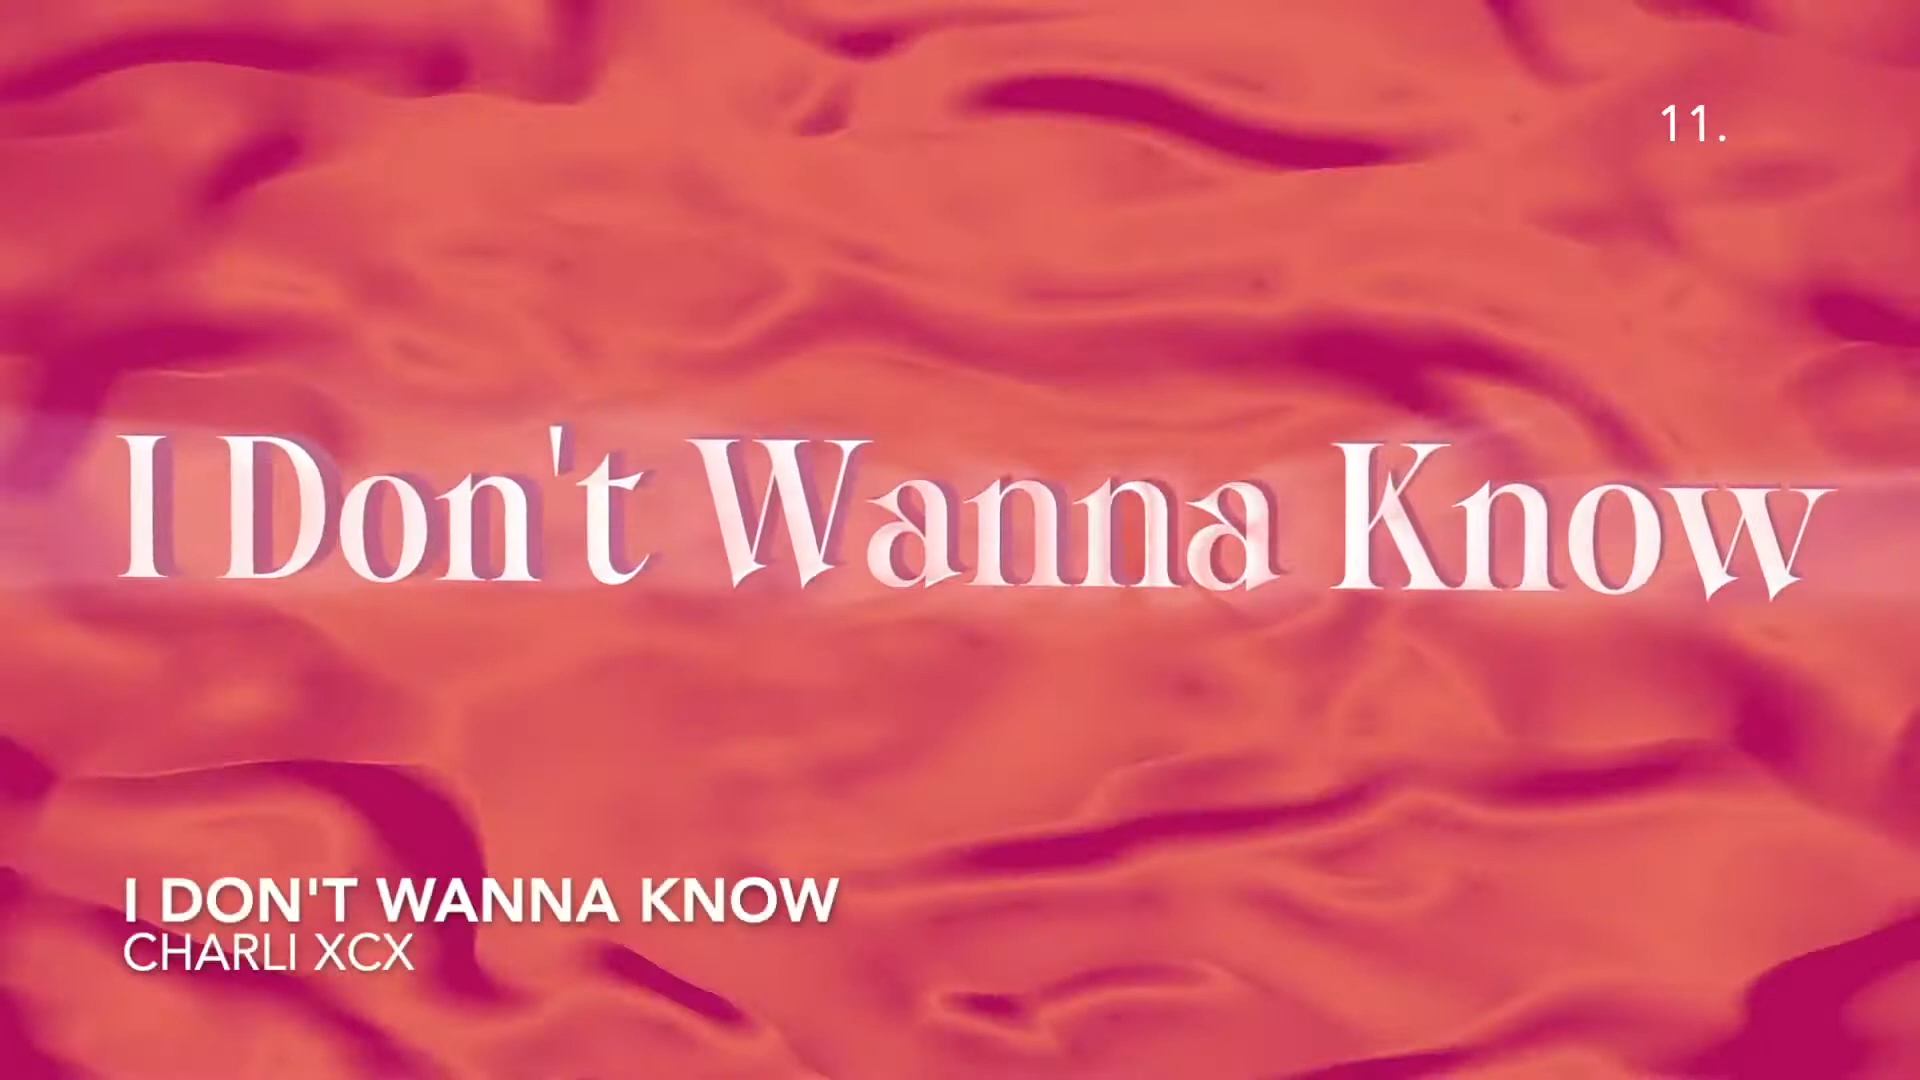 11.
I Don't Wanna Know
I DON'T WANNA KNOW
CHARLI XCX